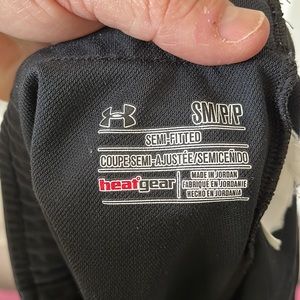 SM/P/P
SEMI-FITTED
COUPE SEMI-AJUSTÉE/SEMICEÑIDO
heatgear
MADE IN JORDAN
FABRIQUÉ EN JORDANIE
HECHO EN JORDANIA